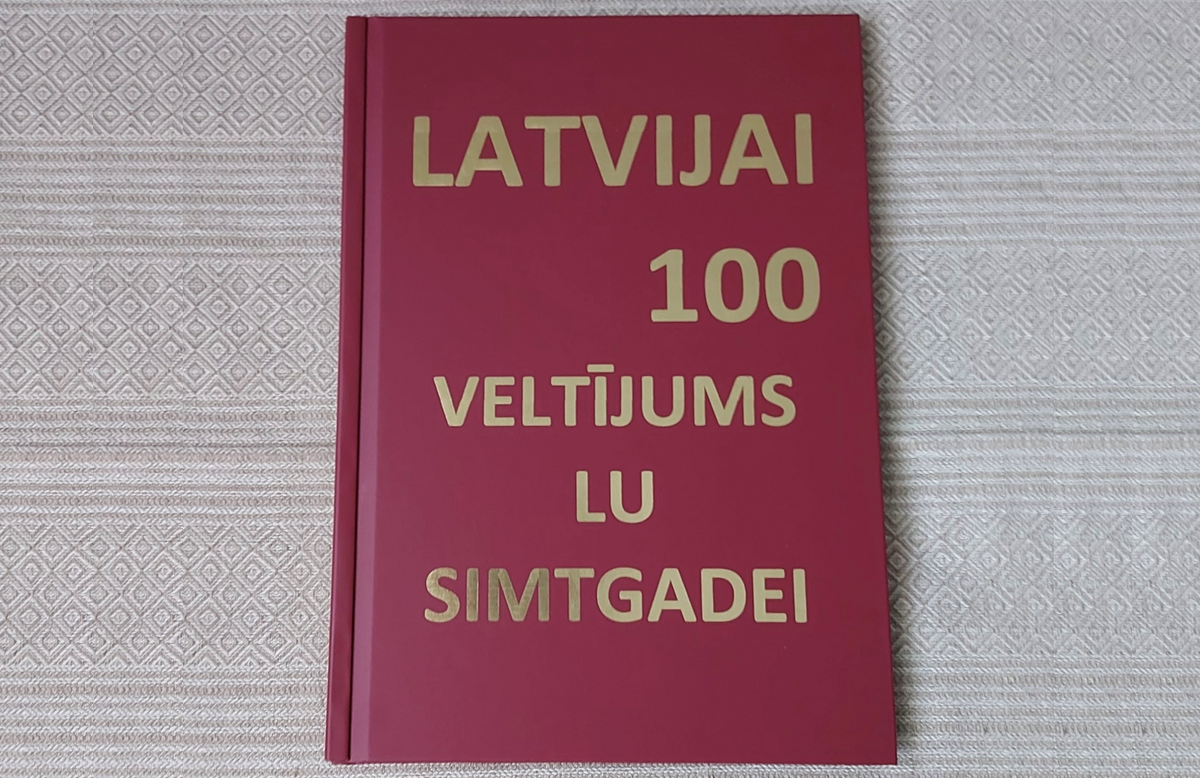 LATVIJAI
100
VELTĪJUMS
LU
SIMTGADEI